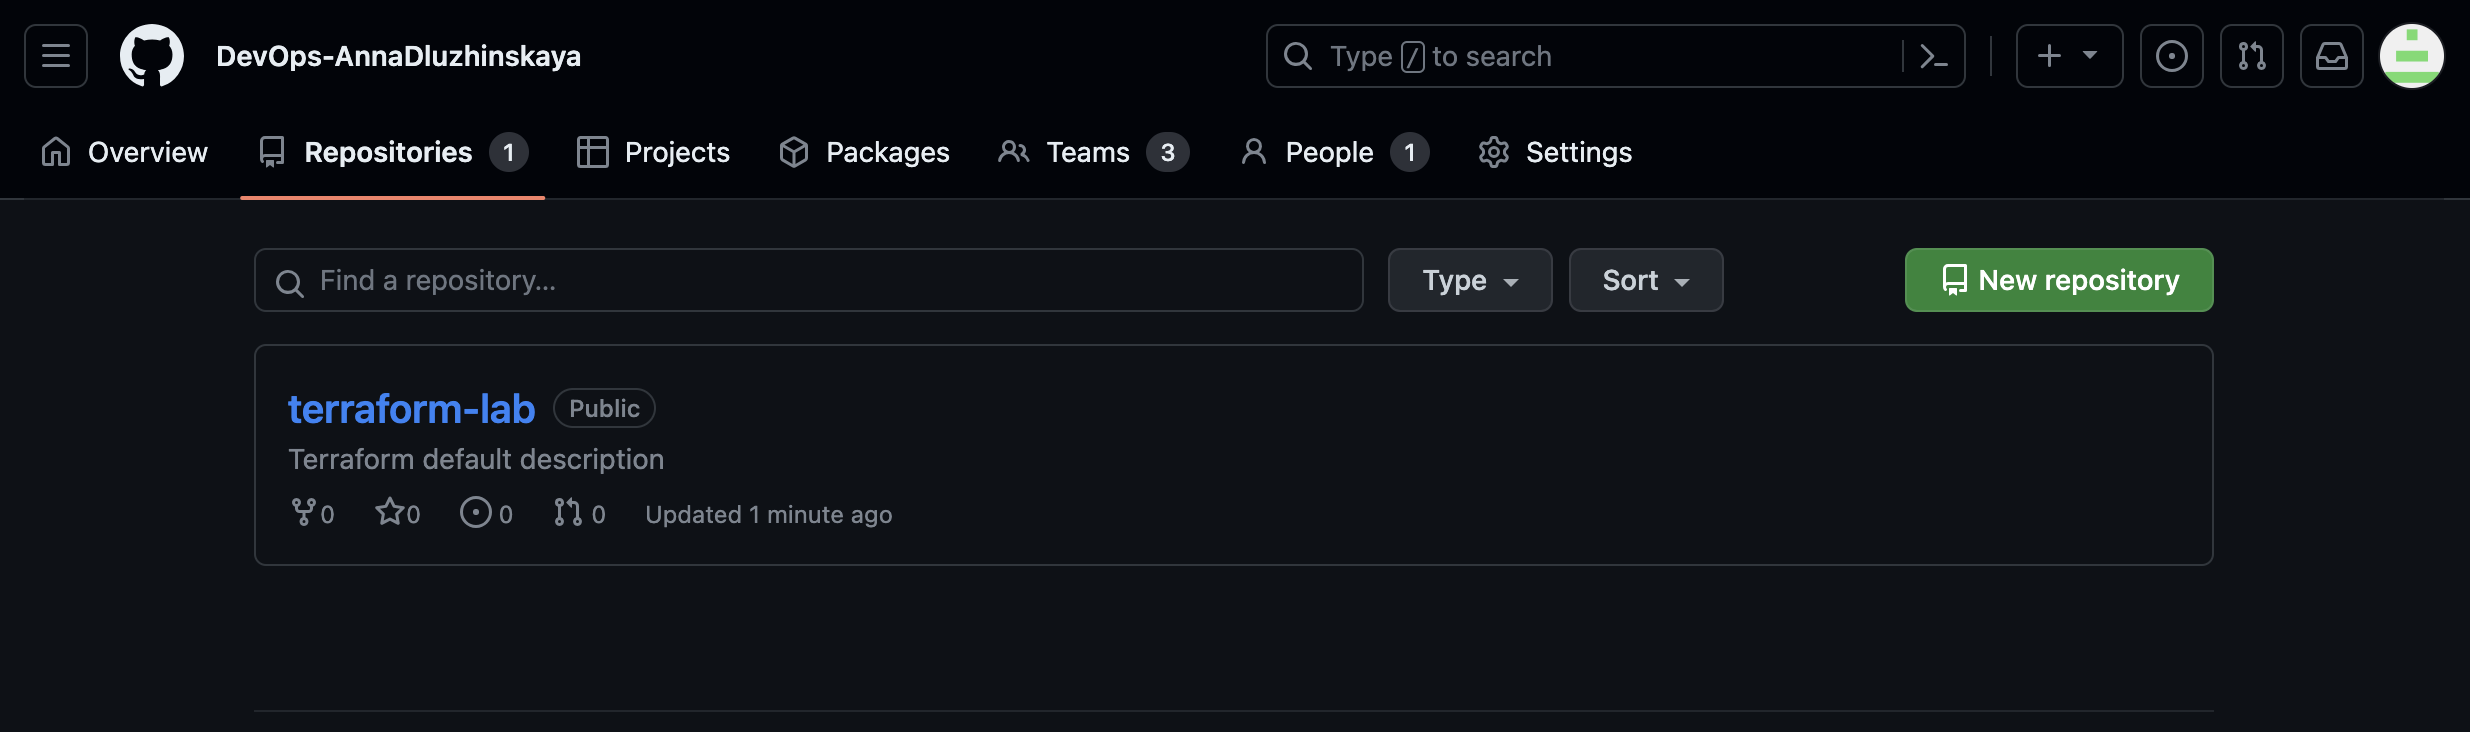 DevOps-AnnaDluzhinskaya
Type / to search
Overview Repositories 1 Projects Packages Teams 3 People 1 Settings
Find a repository... Type Sort New repository
terraform-lab Public
Terraform default description
0 0 0 0 Updated 1 minute ago